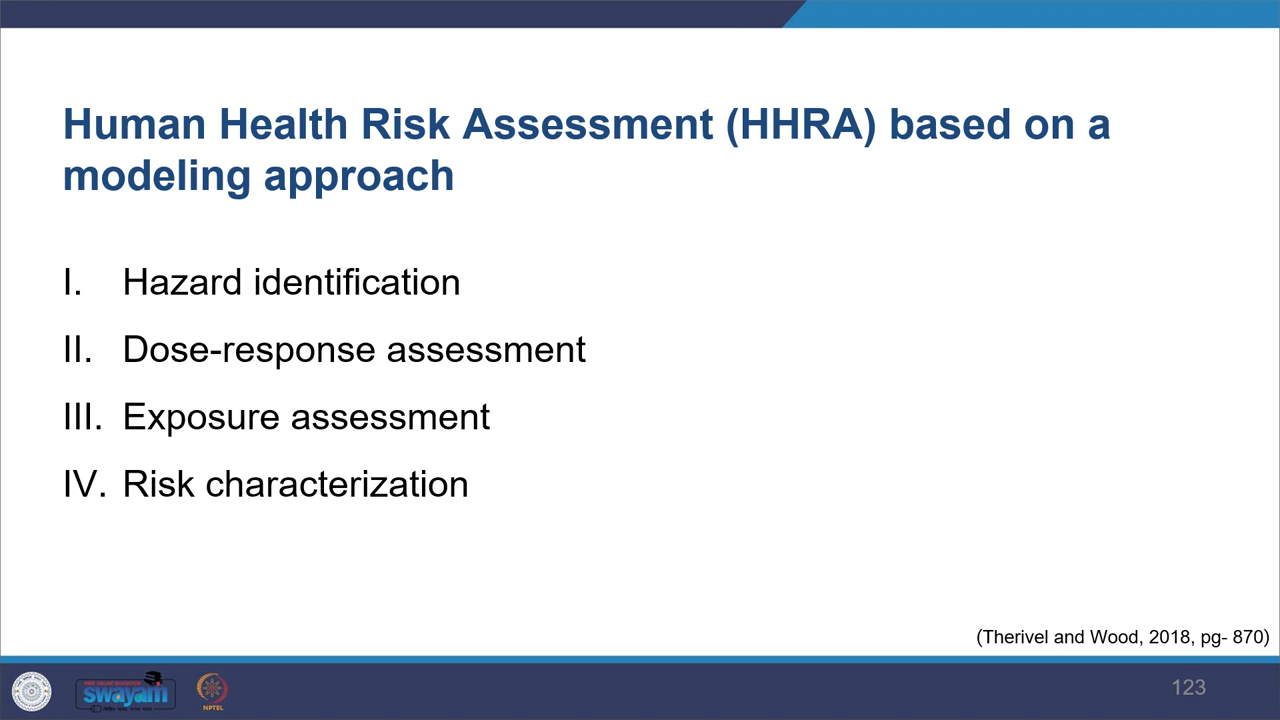 Human Health Risk Assessment (HHRA) based on a
modeling approach
I. Hazard identification
II. Dose-response assessment
III. Exposure assessment
IV. Risk characterization
(Therivel and Wood, 2018, pg- 870)
swayam
NPTEL
123